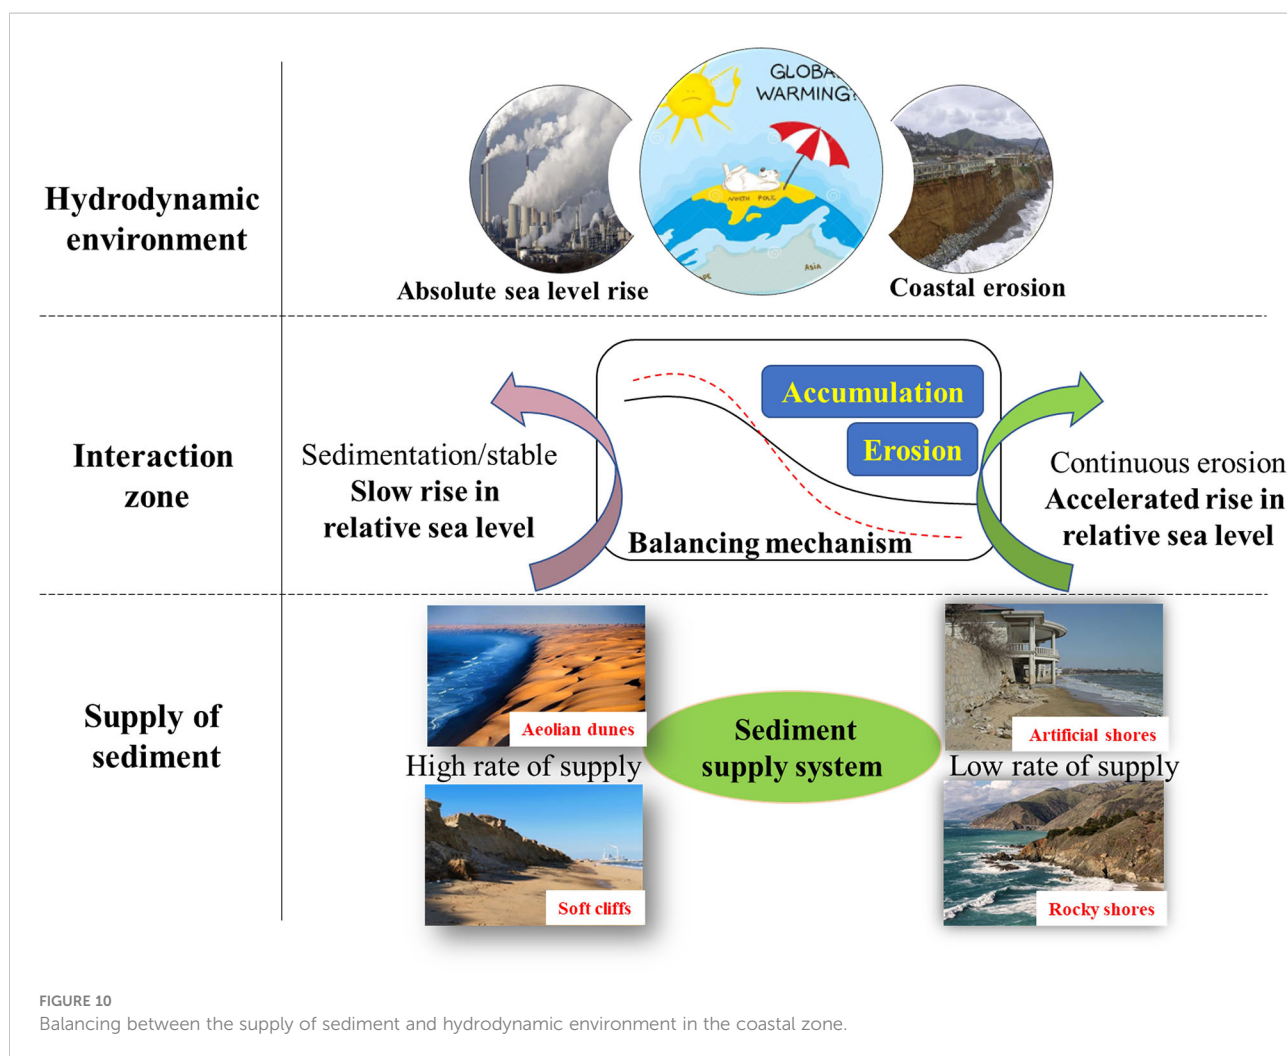 Hydrodynamic
environment
GLOBA
WARMING
NORTH POLE
ASIA
Absolute sea level rise
Coastal erosion
Interaction
zone
Sedimentation/stable
Slow rise in
relative sea level
Accumulation
Erosion
Balancing mechanism
Continuous erosion
Accelerated rise in
relative sea level
Supply of
sediment
Aeolian dunes
High rate of supply
Soft cliffs
Sediment
supply system
Artificial shores
Low rate of supply
Rocky shores
FIGURE 10
Balancing between the supply of sediment and hydrodynamic environment in the coastal zone.